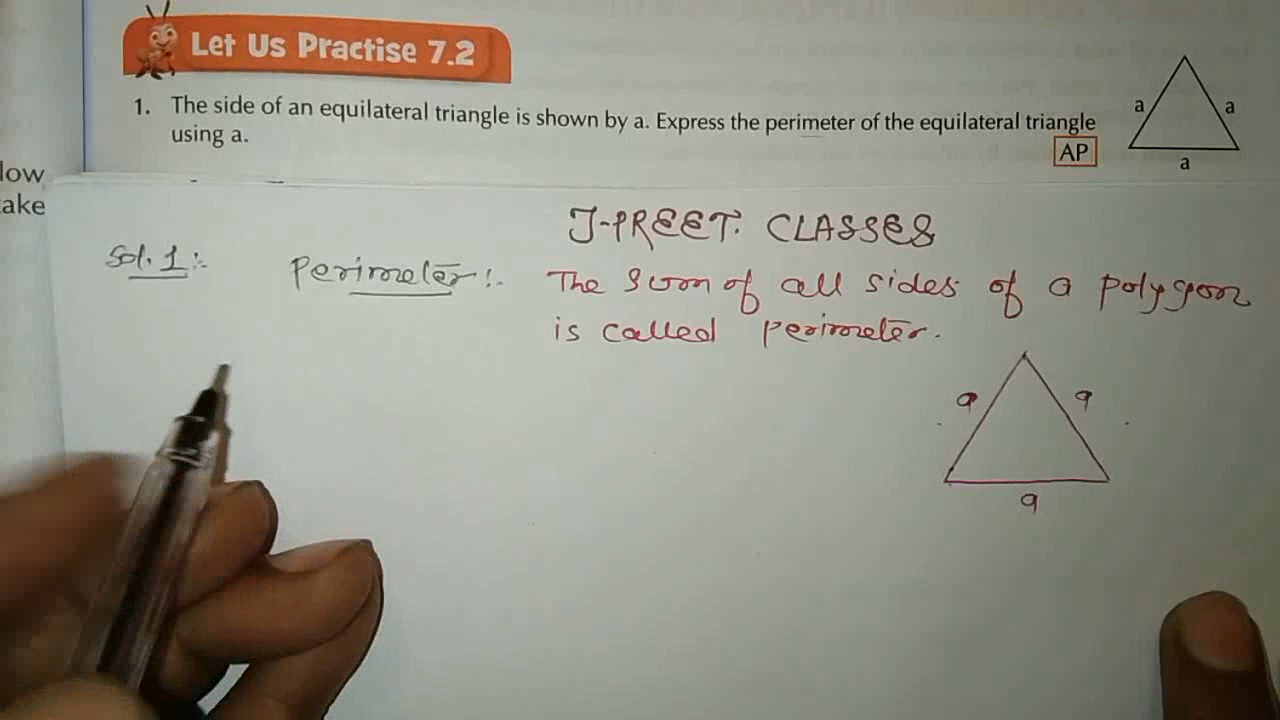 Let Us Practise 7.2
1. The side of an equilateral triangle is shown by a. Express the perimeter of the equilateral triangle
using a.
AP
a
a
a
low
take
J-PREET. CLASSES
Sol. 1:-
Perimeter:-
The sum of all sides of a polygon
is called perimeter.
a
a
a